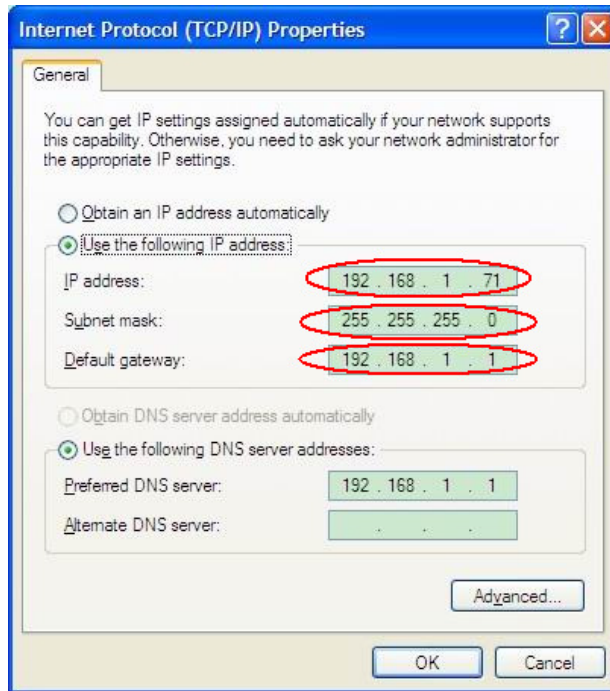 Internet Protocol (TCP/IP) Properties
General
You can get IP settings assigned automatically if your network supports
this capability. Otherwise, you need to ask your network administrator for
the appropriate IP settings.
Obtain an IP address automatically
Use the following IP address:
IP address: 192 . 168 . 1 . 71
Subnet mask: 255 . 255 . 255 . 0
Default gateway: 192 . 168 . 1 . 1
Obtain DNS server address automatically
Use the following DNS server addresses:
Preferred DNS server: 192 . 168 . 1 . 1
Alternate DNS server: . . .
Advanced...
OK Cancel